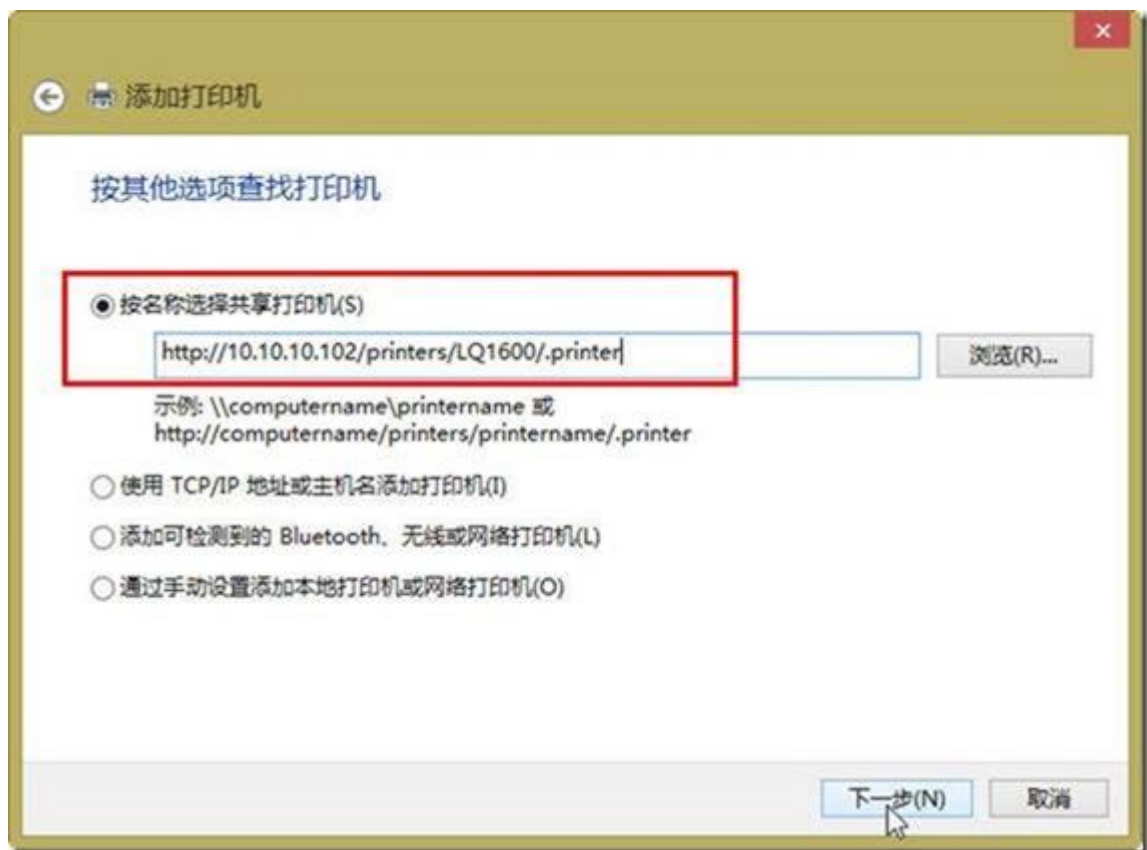 添加打印机
按其他选项查找打印机
按名称选择共享打印机(S)
http://10.10.10.102/printers/LQ1600/.printer
浏览(R)...
示例: \\computername\printername 或
http://computername/printers/printername/.printer
使用 TCP/IP 地址或主机名添加打印机(I)
添加可检测到的 Bluetooth、无线或网络打印机(L)
通过手动设置添加本地打印机或网络打印机(O)
下一步(N)
取消